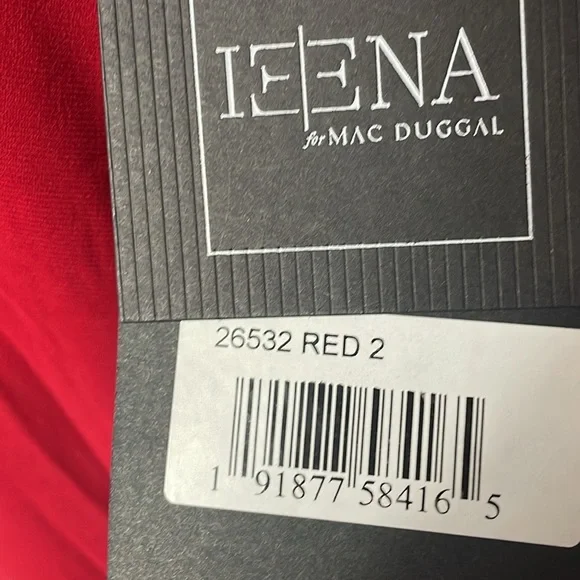 IEENA
for MAC DUGGAL
26532 RED 2
1 91877 58416 5